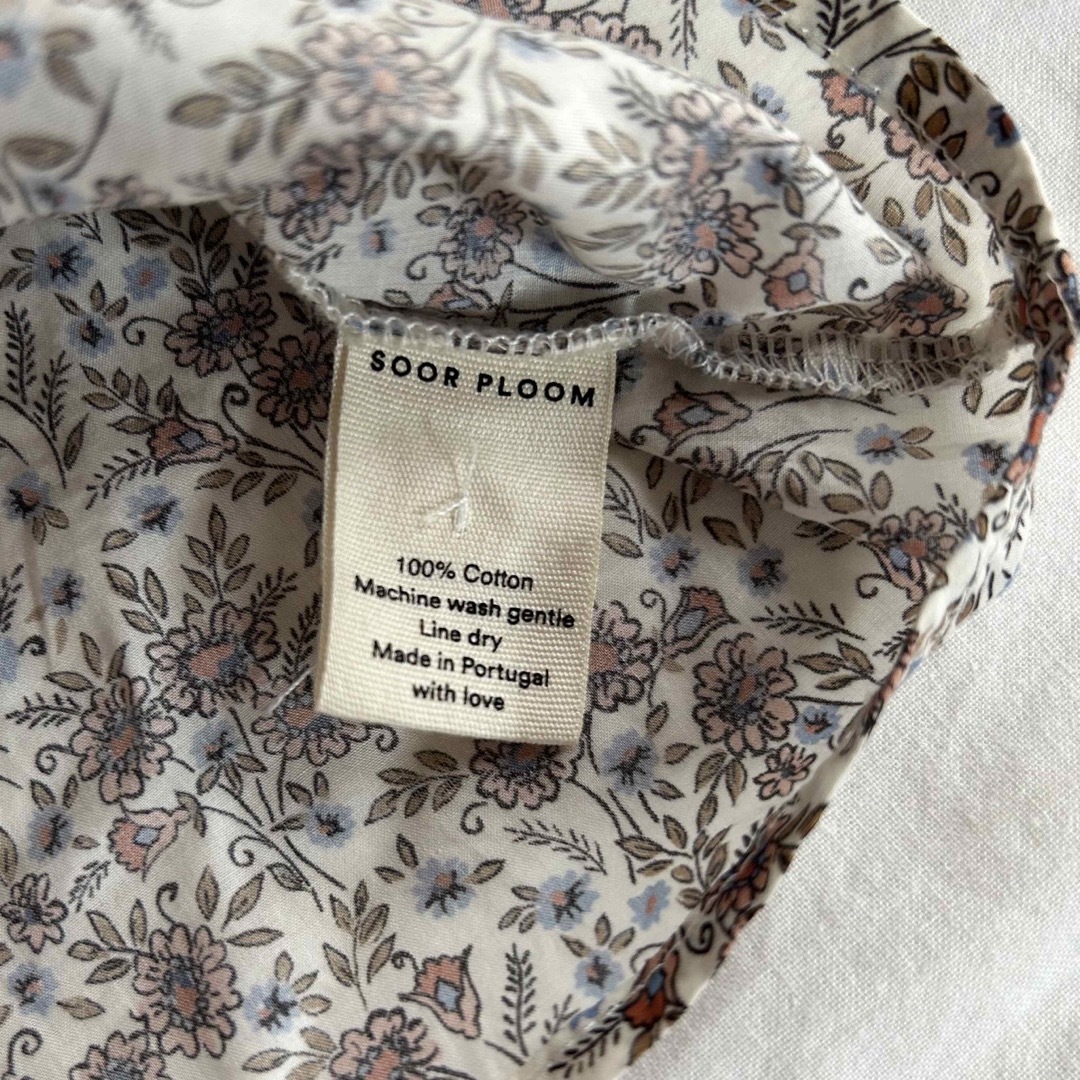 SOOR PLOOM
100% Cotton
Machine wash gentle
Line dry
Made in Portugal
with love